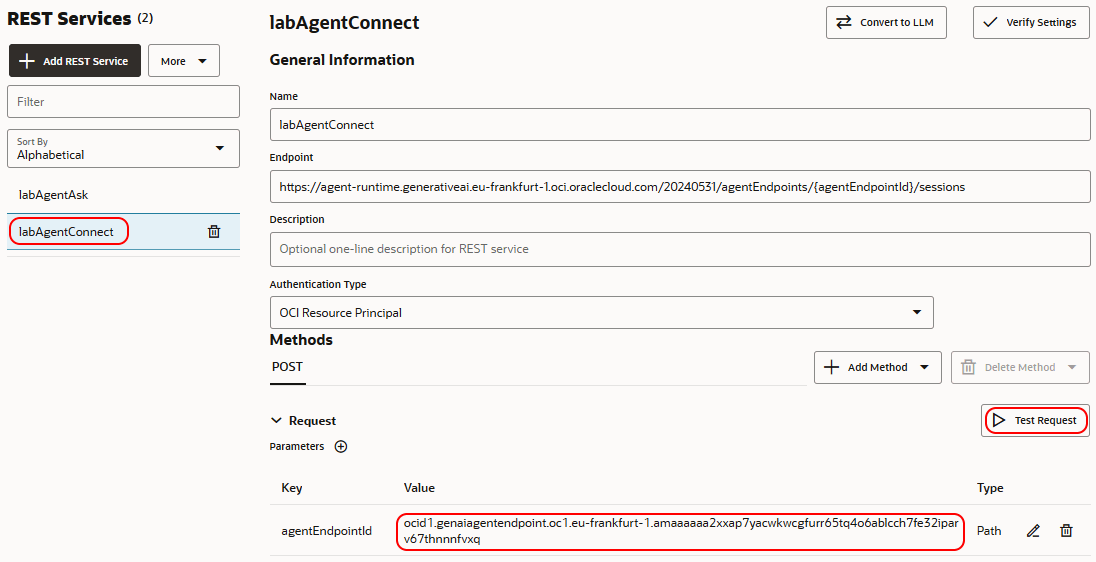 REST Services (2)
Add REST Service
More
Filter
Sort By
Alphabetical
labAgentAsk
labAgentConnect
labAgentConnect
Convert to LLM
Verify Settings
General Information
Name
labAgentConnect
Endpoint
https://agent-runtime.generativeai.eu-frankfurt-1.oci.oraclecloud.com/20240531/agentEndpoints/{agentEndpointId}/sessions
Description
Optional one-line description for REST service
Authentication Type
OCI Resource Principal
Methods
POST
Add Method
Delete Method
Request
Test Request
Parameters
Key Value Type
agentEndpointId ocid1.genaiagentendpoint.oc1.eu-frankfurt-1.amaaaaaa2xxap7yacwkwcgfurr65tq4o6ablcch7fe32ipar Path
v67thnnnfvxq